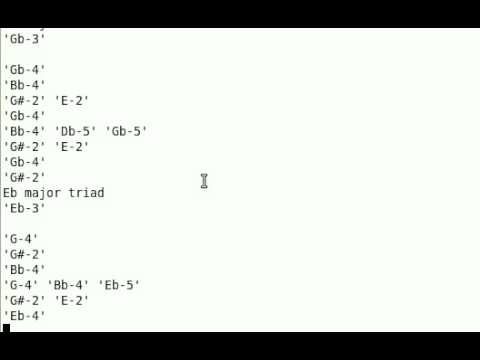 'Gb-3'
'Gb-4'
'Bb-4'
'G#-2' 'E-2'
'Gb-4'
'Bb-4' 'Db-5' 'Gb-5'
'G#-2' 'E-2'
'Gb-4'
'G#-2'
Eb major triad
'Eb-3'
'G-4'
'G#-2'
'Bb-4'
'G-4' 'Bb-4' 'Eb-5'
'G#-2' 'E-2'
'Eb-4'